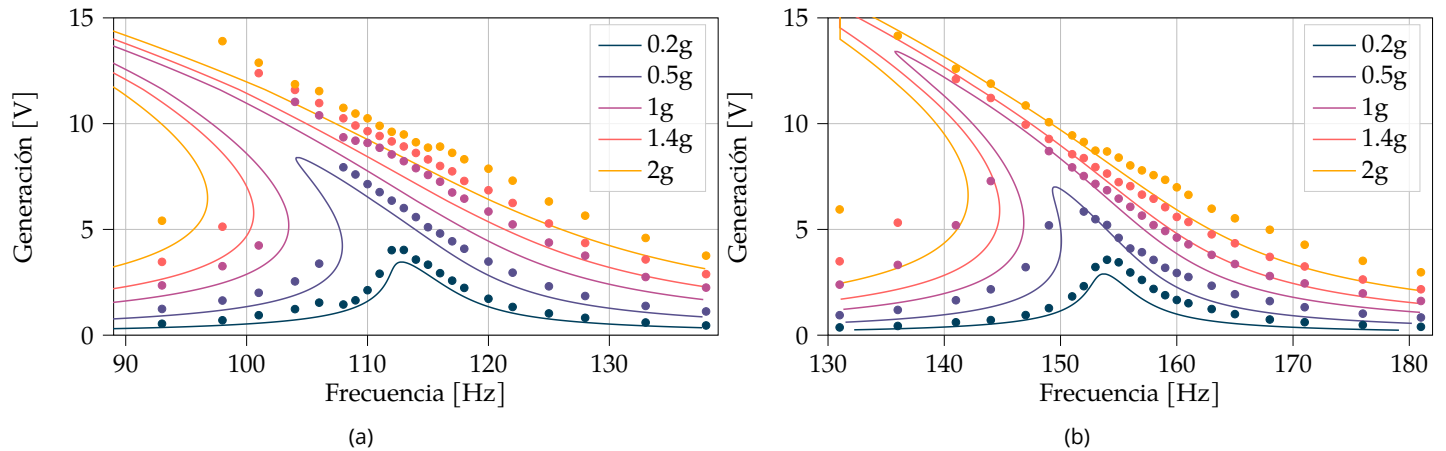 15
10
5
0
Generación [V]
90
100
110
120
130
Frecuencia [Hz]
0.2g
0.5g
1g
1.4g
2g
(a)
15
10
5
0
Generación [V]
130
140
150
160
170
180
Frecuencia [Hz]
0.2g
0.5g
1g
1.4g
2g
(b)